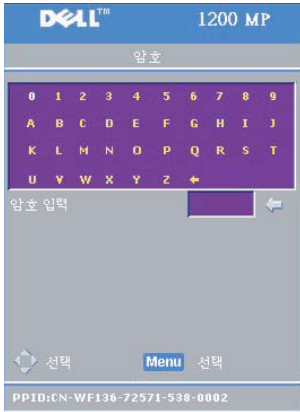 DELL™ 1200 MP
암호
0 1 2 3 4 5 6 7 8 9
A B C D E F G H I J
K L M N O P Q R S T
U V W X Y Z ←
암호 입력
선택 Menu 선택
PPID:CN-WF136-72571-538-0002